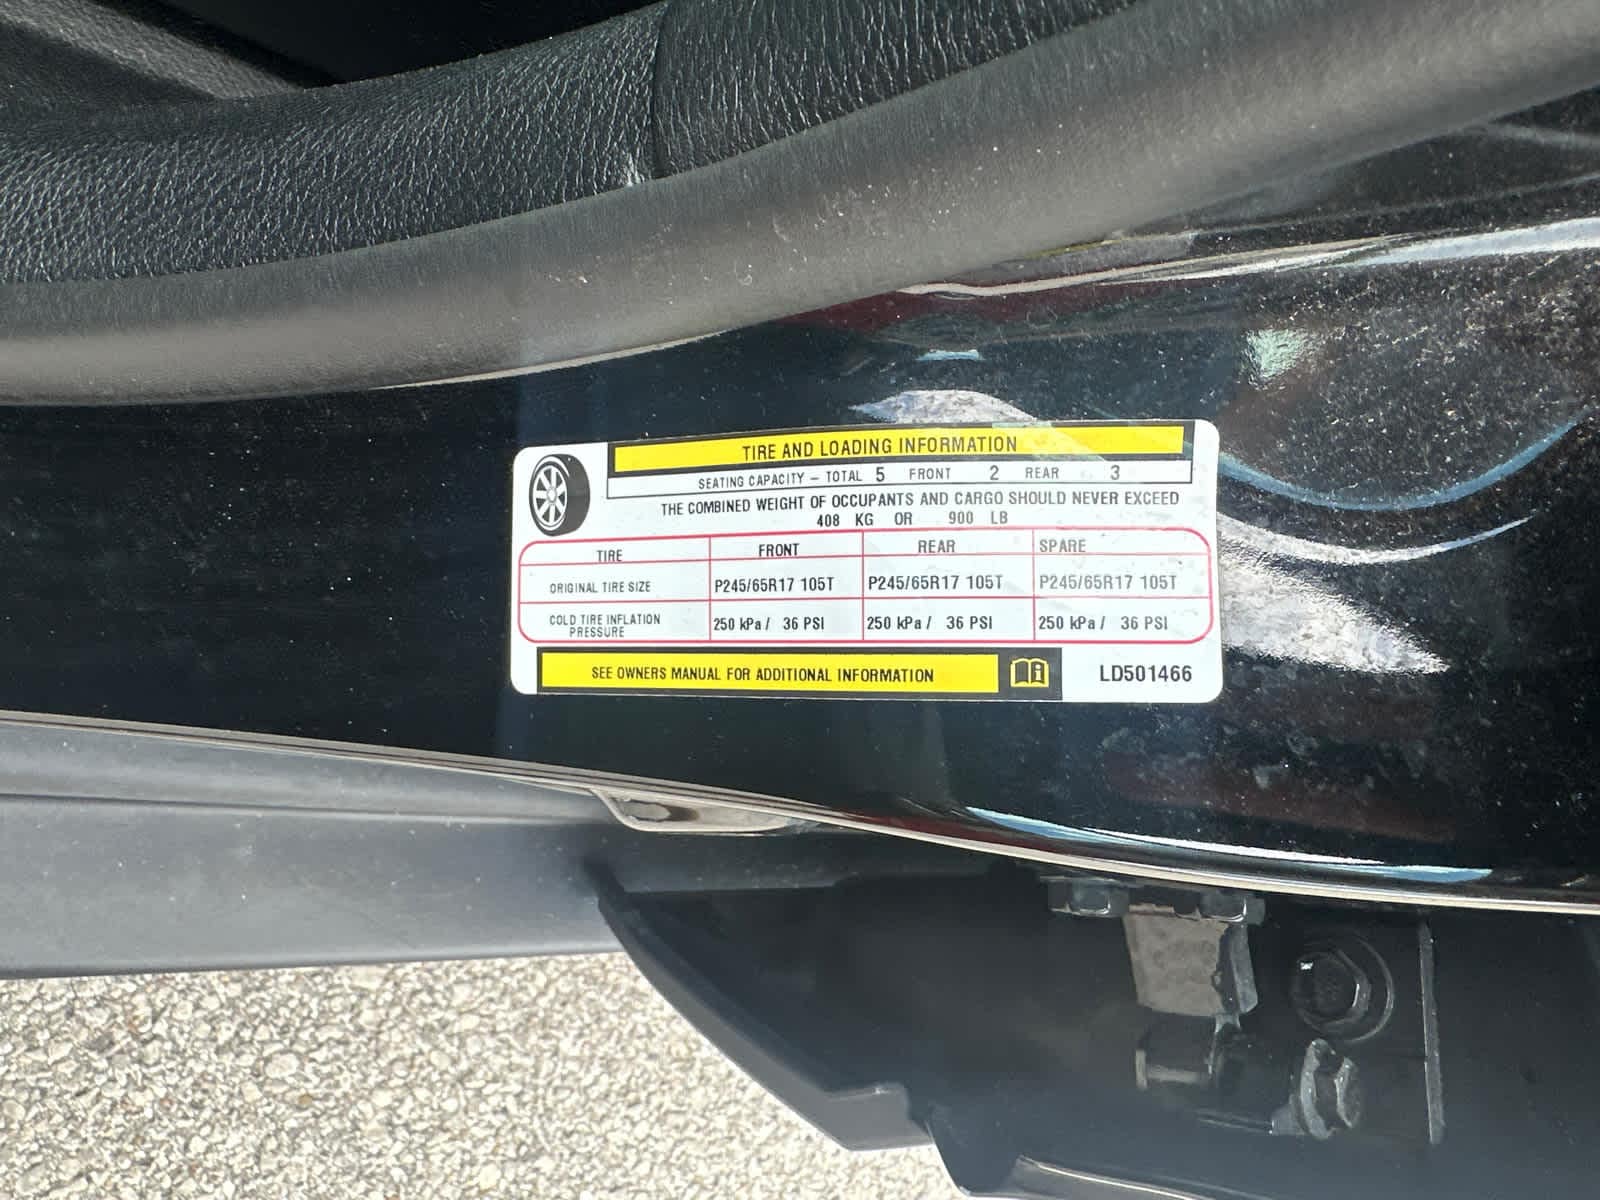 TIRE AND LOADING INFORMATION
SEATING CAPACITY – TOTAL 5 FRONT 2 REAR 3
THE COMBINED WEIGHT OF OCCUPANTS AND CARGO SHOULD NEVER EXCEED
408 KG OR 900 LB
TIRE FRONT REAR SPARE
ORIGINAL TIRE SIZE P245/65R17 105T P245/65R17 105T P245/65R17 105T
COLD TIRE INFLATION PRESSURE 250 kPa / 36 PSI 250 kPa / 36 PSI 250 kPa / 36 PSI
SEE OWNERS MANUAL FOR ADDITIONAL INFORMATION
LD501466